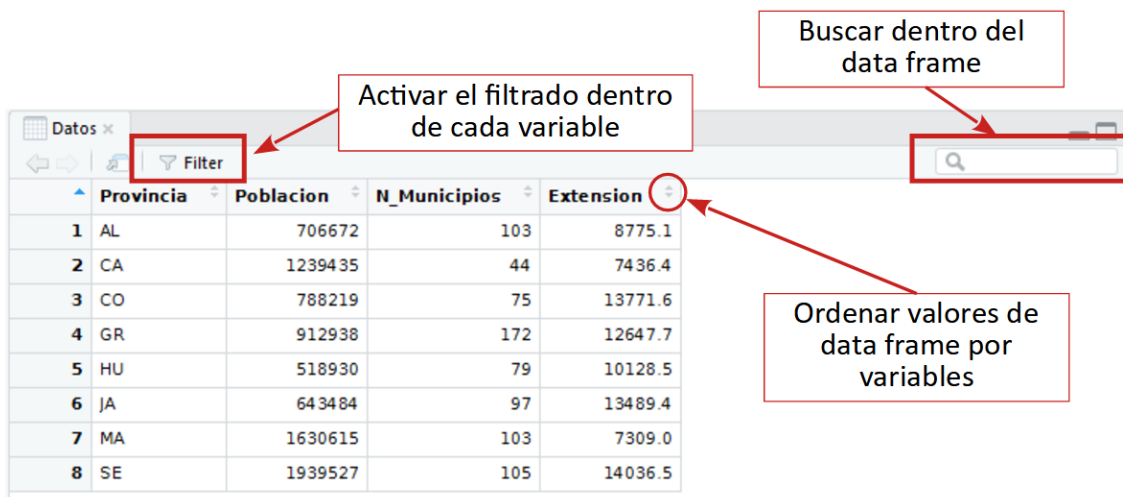 Buscar dentro del
data frame
Activar el filtrado dentro
de cada variable
Datos
Filter
Provincia Poblacion N_Municipios Extension
1 AL 706672 103 8775.1
2 CA 1239435 44 7436.4
3 CO 788219 75 13771.6
4 GR 912938 172 12647.7
5 HU 518930 79 10128.5
6 JA 643484 97 13489.4
7 MA 1630615 103 7309.0
8 SE 1939527 105 14036.5
Ordenar valores de
data frame por
variables